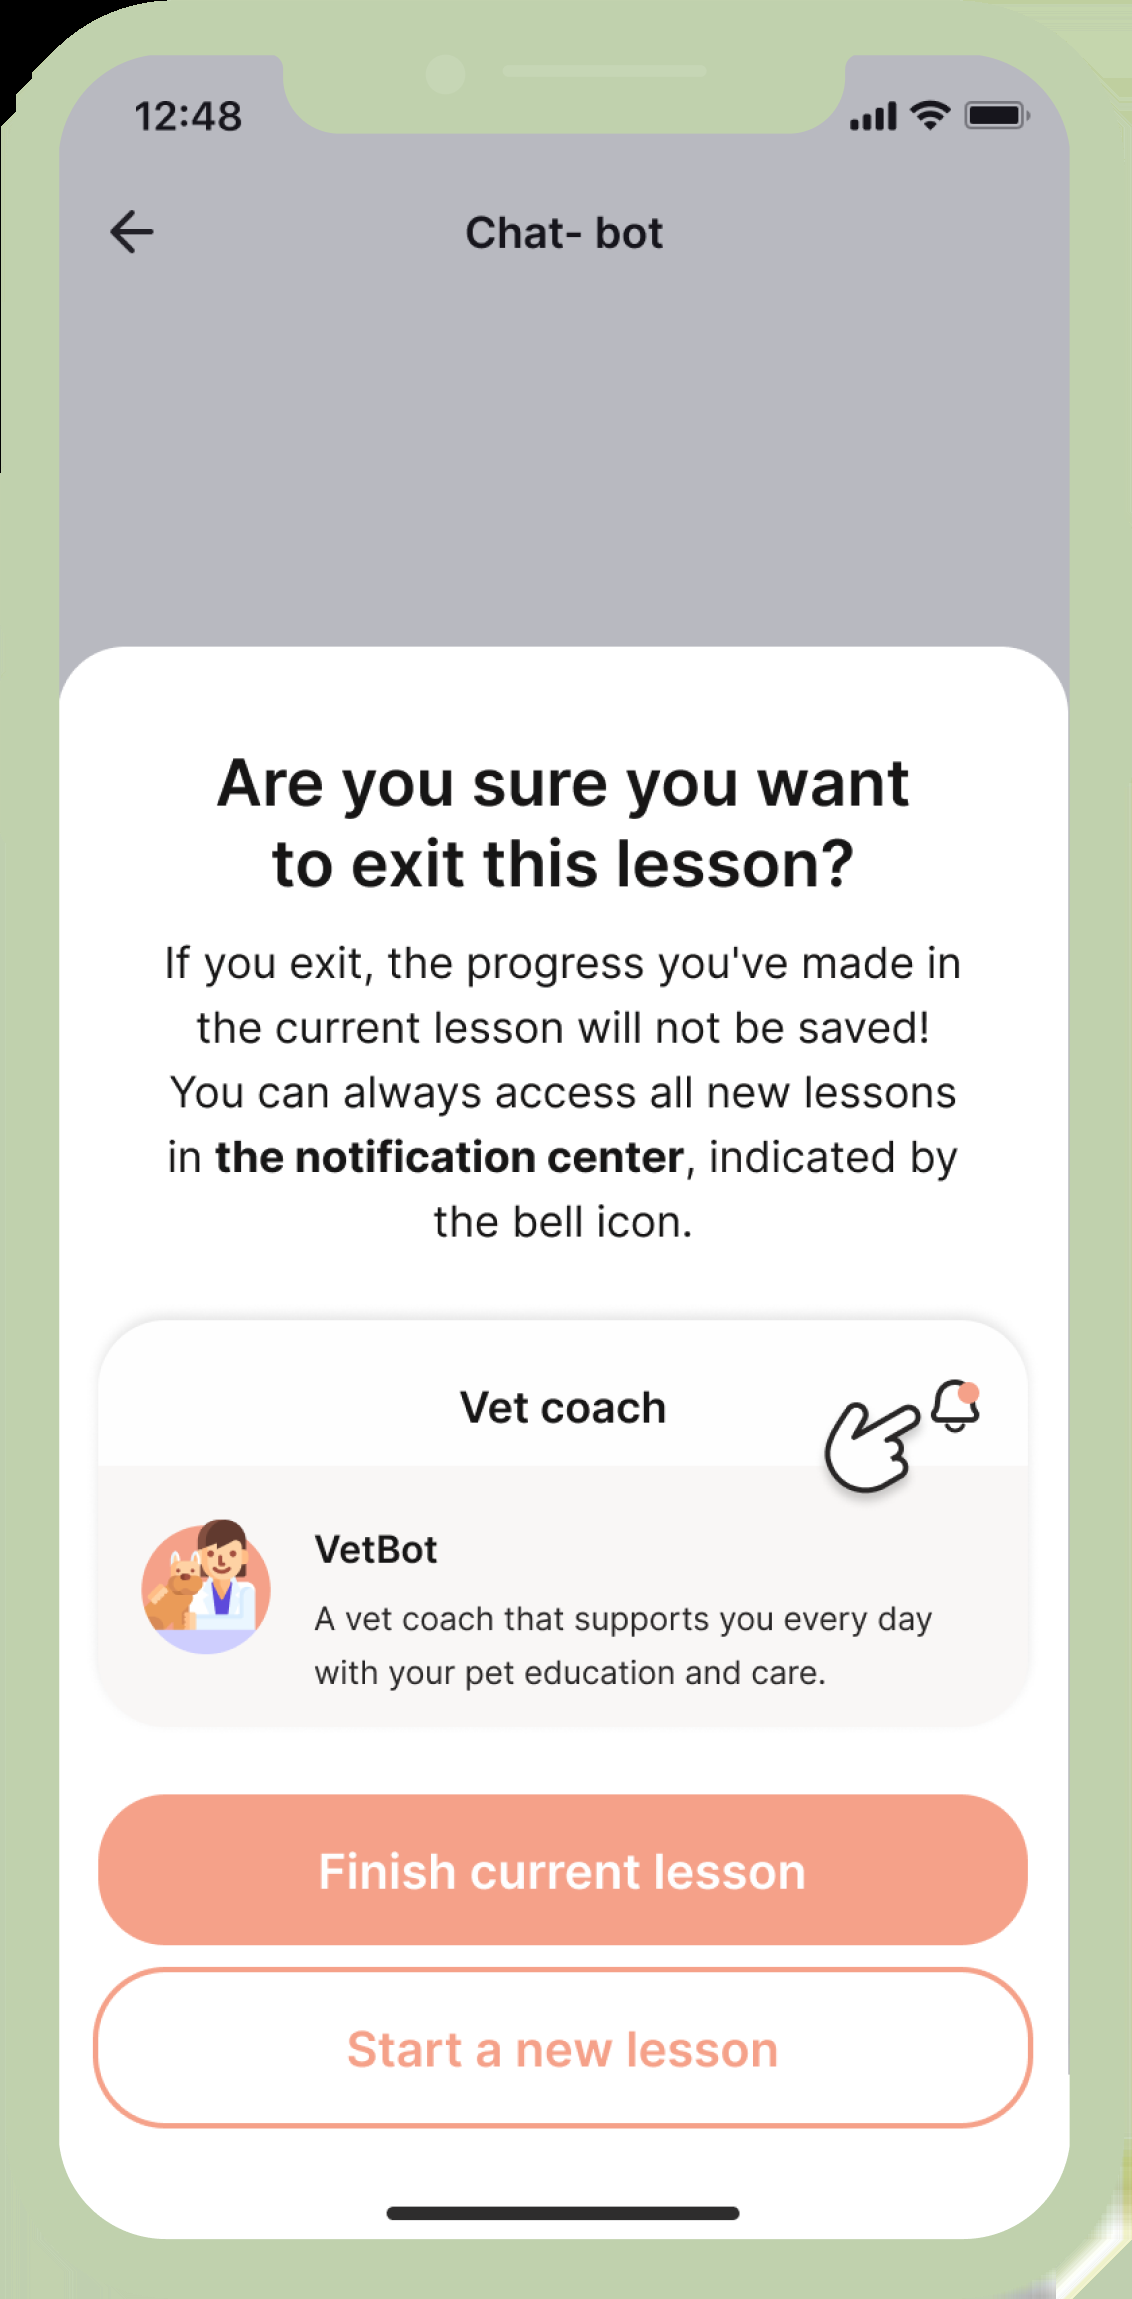 12:48
Chat- bot
Are you sure you want
to exit this lesson?
If you exit, the progress you've made in
the current lesson will not be saved!
You can always access all new lessons
in the notification center, indicated by
the bell icon.
Vet coach
VetBot
A vet coach that supports you every day
with your pet education and care.
Finish current lesson
Start a new lesson